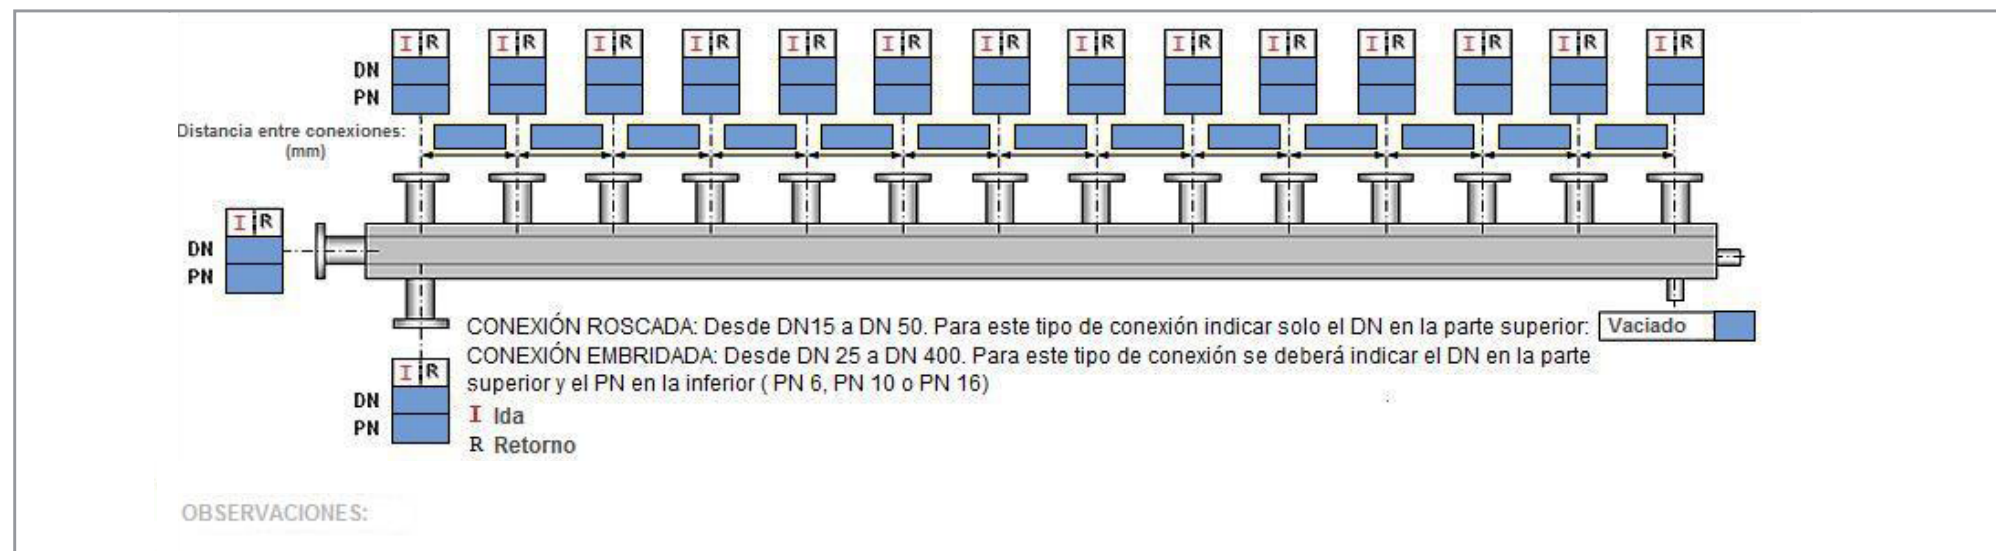 I R I R I R I R I R I R I R I R I R I R I R I R I R I R
DN
PN
Distancia entre conexiones:
(mm)
I R
DN
PN
CONEXIÓN ROSCADA: Desde DN15 a DN 50. Para este tipo de conexión indicar solo el DN en la parte superior: Vaciado
CONEXIÓN EMBRIDADA: Desde DN 25 a DN 400. Para este tipo de conexión se deberá indicar el DN en la parte
superior y el PN en la inferior ( PN 6, PN 10 o PN 16)
I R
DN
PN
I Ida
R Retorno
OBSERVACIONES: